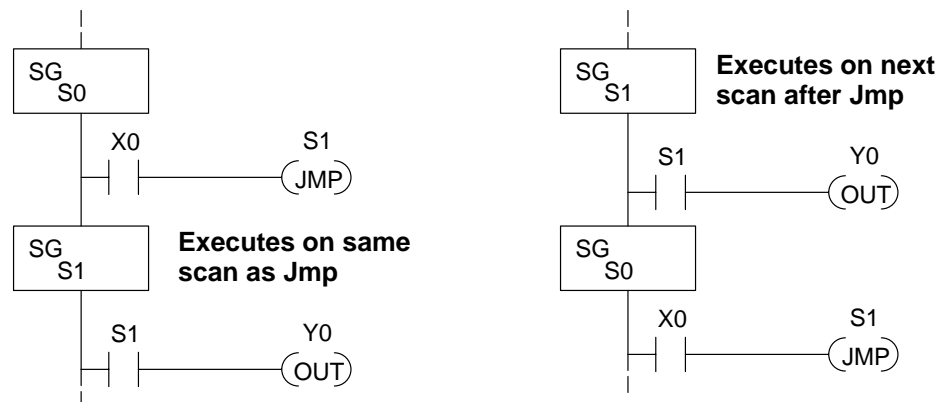 SG
S0
X0
S1
JMP
SG
S1
Executes on same
scan as Jmp
S1
Y0
OUT
SG
S1
Executes on next
scan after Jmp
S1
Y0
OUT
SG
S0
X0
S1
JMP